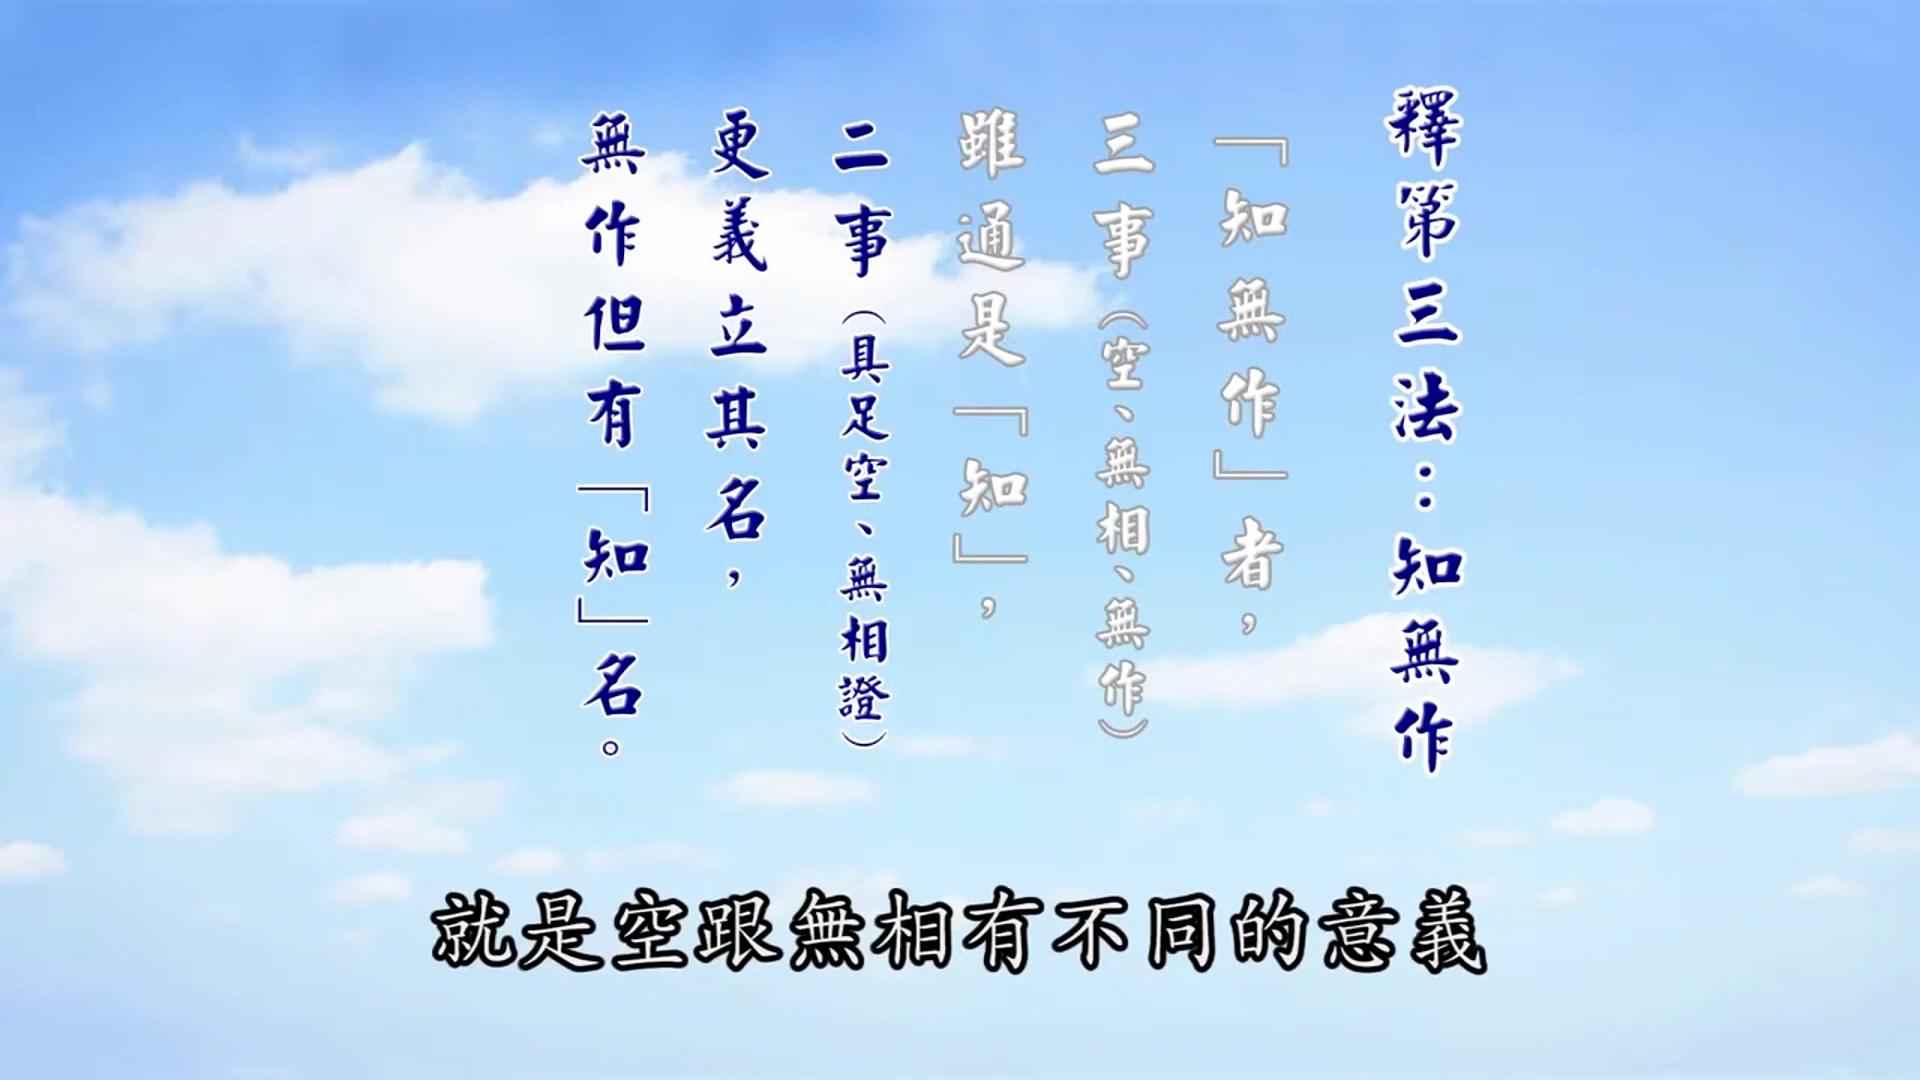 釋第三法：知無作
「知無作」者，
三事（空、無相、無作）
雖通是「知」，
二事（具足空、無相證）
更義立其名，
無作但有「知」名。
就是空跟無相有不同的意義